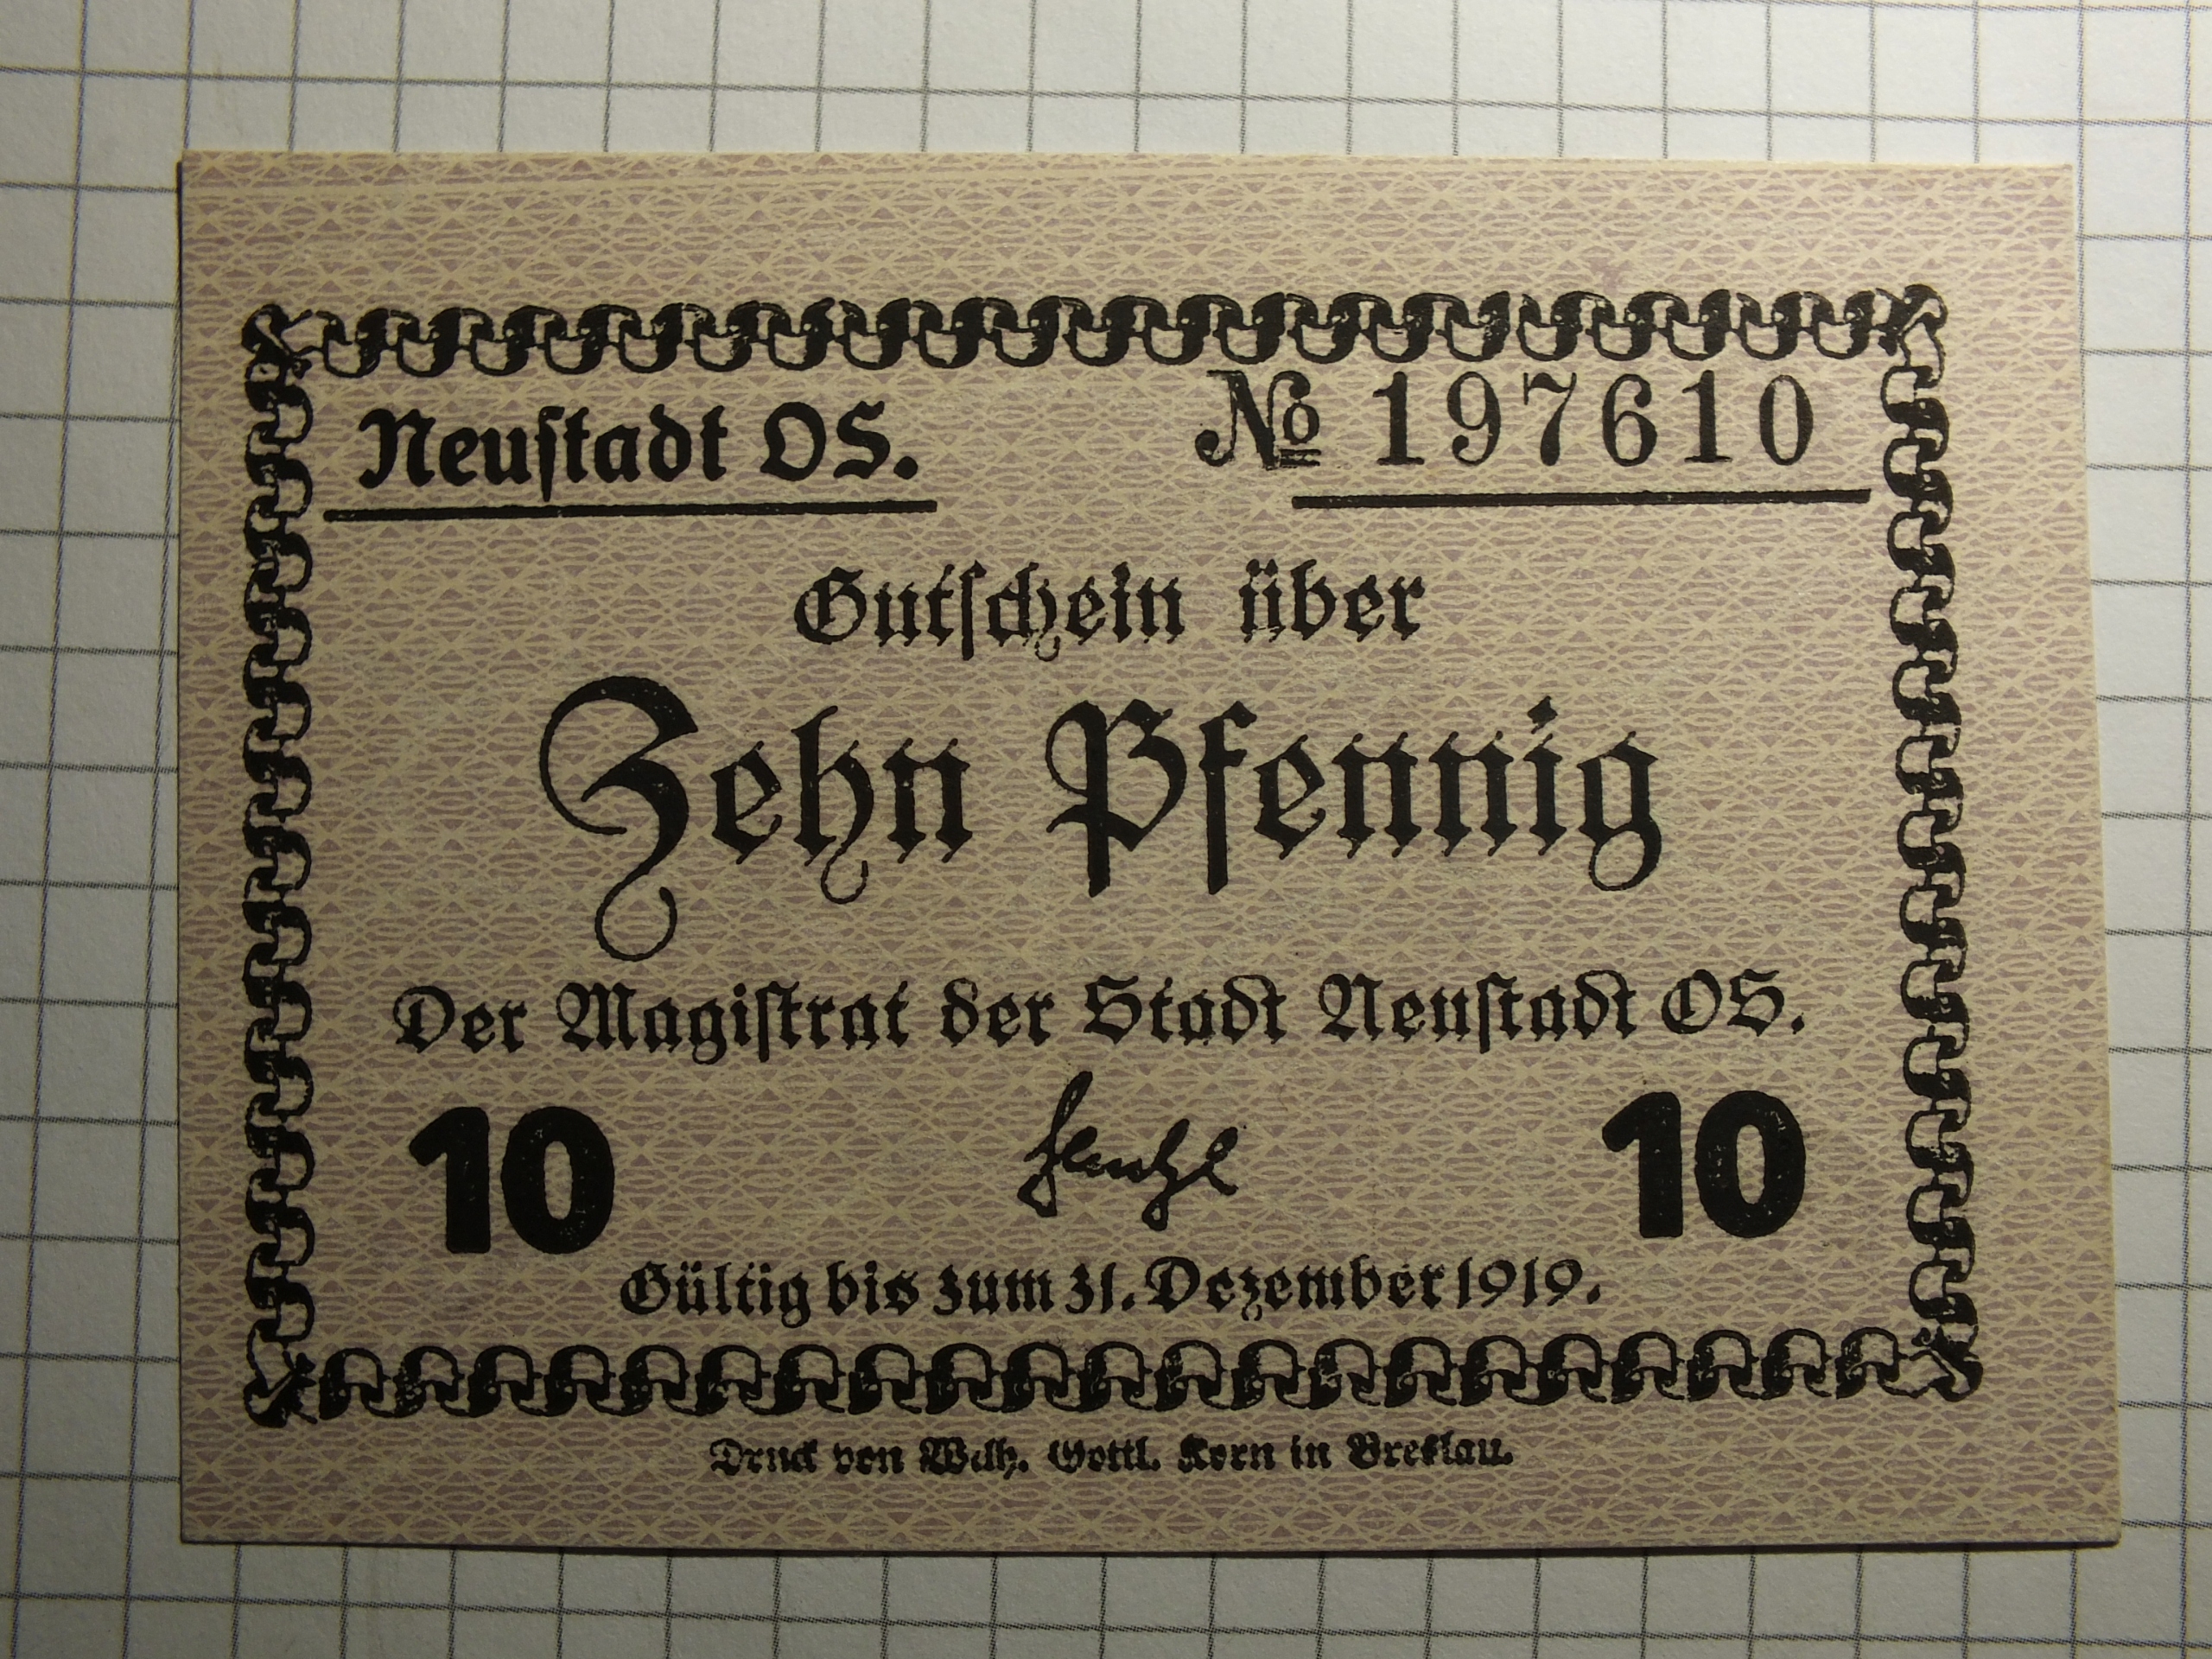 Neuſtadt OS.
№ 197610
Gutſchein über
Zehn Pfennig
Der Magiſtrat der Stadt Neuſtadt OS.
10 10
Gültig bis zum 31. Dezember 1919.
Druck von Wilh. Gottl. Korn in Breslau.